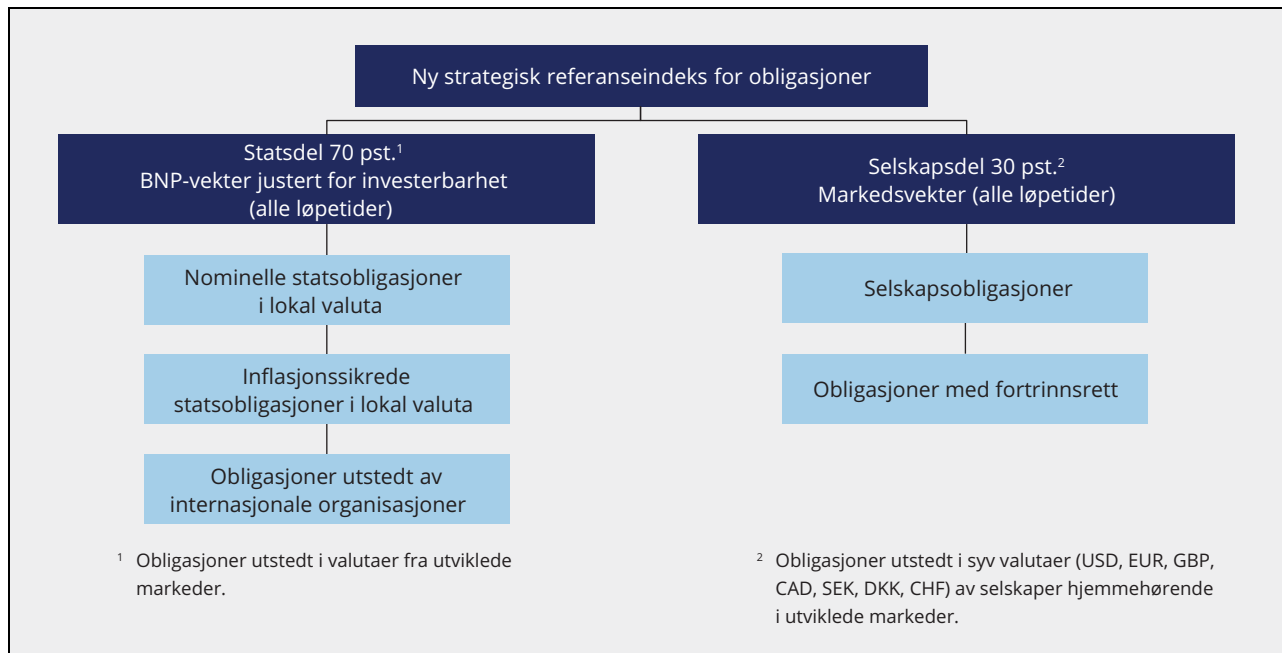 Ny strategisk referanseindeks for obligasjoner
Statsdel 70 pst.¹
BNP-vekter justert for investerbarhet
(alle løpetider)
Nominelle statsobligasjoner
i lokal valuta
Inflasjonssikrede
statsobligasjoner i lokal valuta
Obligasjoner utstedt av
internasjonale organisasjoner
¹ Obligasjoner utstedt i valutaer fra utviklede
markeder.
Selskapsdel 30 pst.²
Markedsvekter (alle løpetider)
Selskapsobligasjoner
Obligasjoner med fortrinnsrett
² Obligasjoner utstedt i syv valutaer (USD, EUR, GBP,
CAD, SEK, DKK, CHF) av selskaper hjemmehørende
i utviklede markeder.